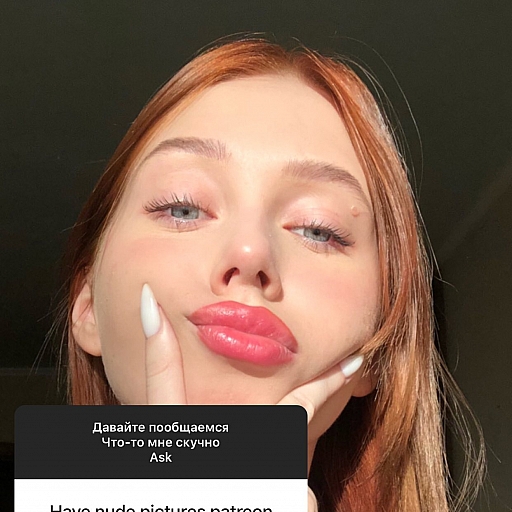 Давайте пообщаемся
Что-то мне скучно
Ask
Have nude pictures patreon